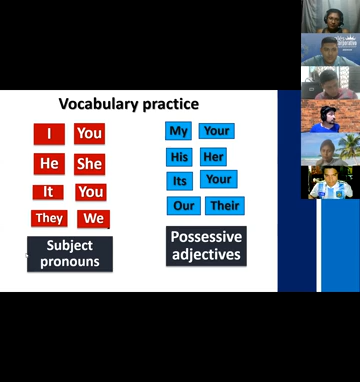 Vocabulary practice
I You
He She
It You
They We
Subject
pronouns
My Your
His Her
Its Your
Our Their
Possessive
adjectives